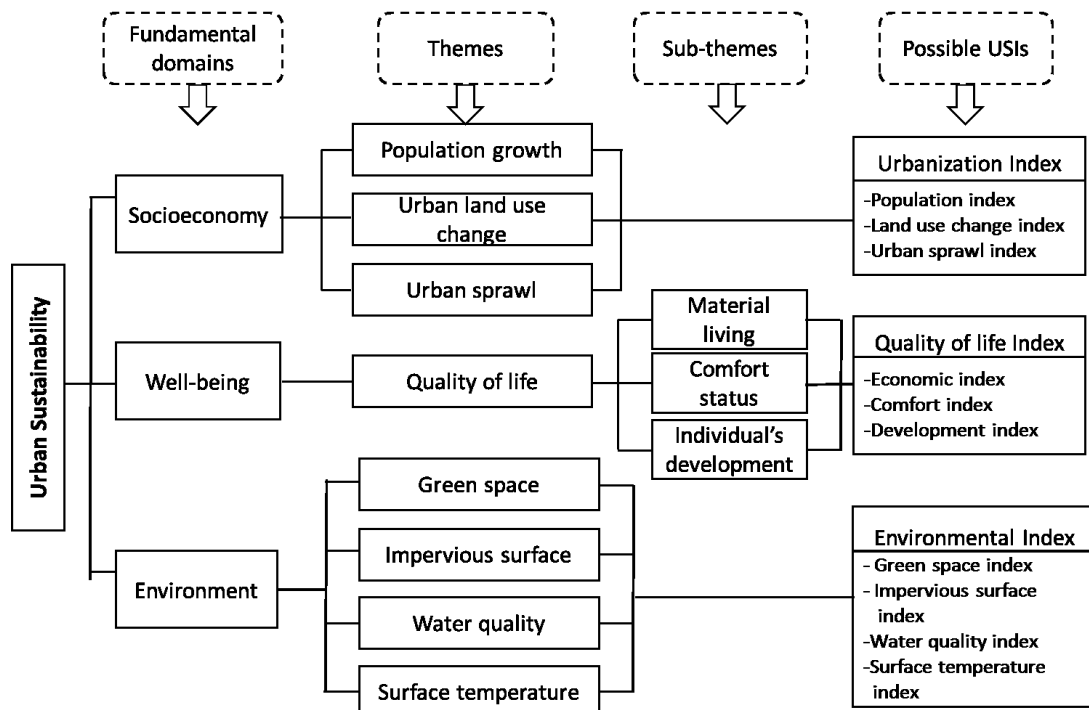 Fundamental
domains
Themes
Sub-themes
Possible USIs
Urban Sustainability
Socioeconomy
Population growth
Urban land use
change
Urban sprawl
Urbanization Index
-Population index
-Land use change index
-Urban sprawl index
Well-being
Quality of life
Material
living
Comfort
status
Individual's
development
Quality of life Index
-Economic index
-Comfort index
-Development index
Environment
Green space
Impervious surface
Water quality
Surface temperature
Environmental Index
- Green space index
- Impervious surface
index
-Water quality index
-Surface temperature
index